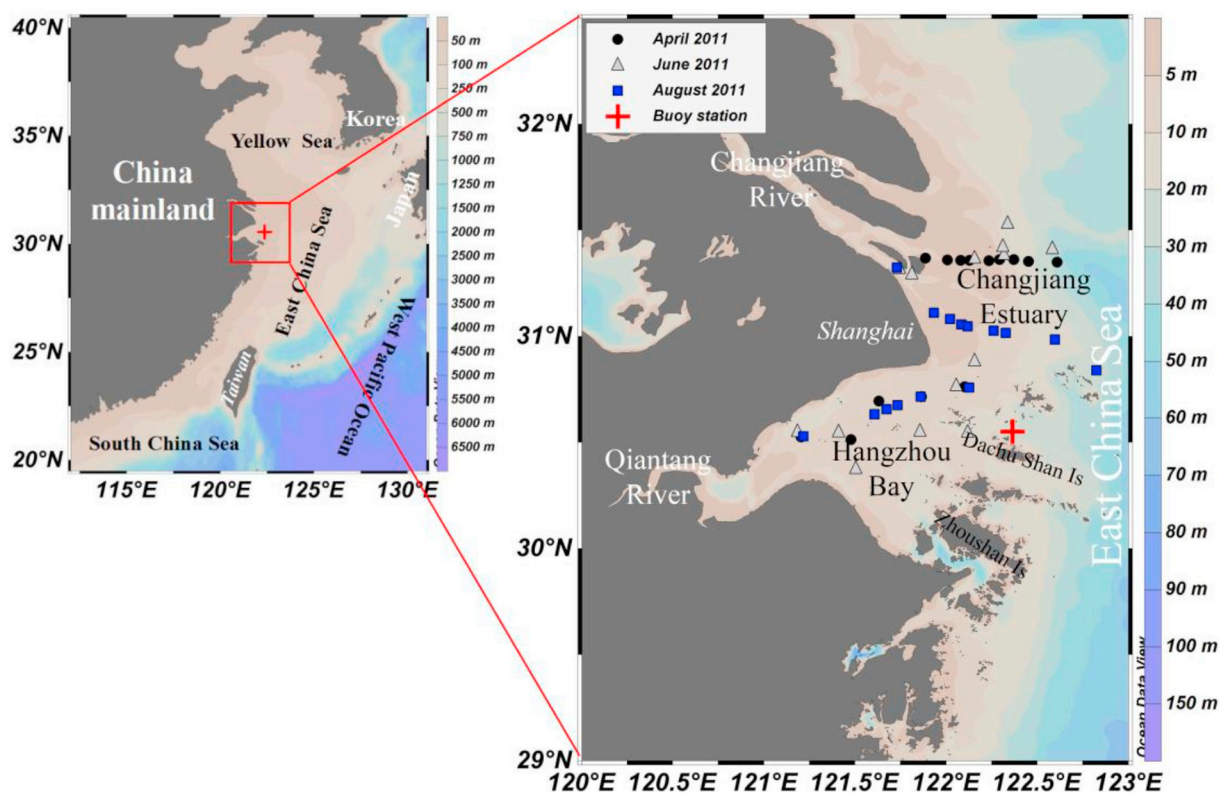 40°N
35°N
30°N
25°N
20°N
115°E
120°E
125°E
130°E
Korea
Yellow Sea
China
mainland
Japan
East China Sea
West Pacific Ocean
Taiwan
South China Sea
50 m
100 m
250 m
500 m
750 m
1000 m
1250 m
1500 m
2000 m
2500 m
3000 m
3500 m
4000 m
4500 m
5000 m
5500 m
6000 m
6500 m
April 2011
June 2011
August 2011
Buoy station
32°N
31°N
30°N
29°N
120°E
120.5°E
121°E
121.5°E
122°E
122.5°E
123°E
Changjiang
River
Changjiang
Estuary
Shanghai
East China Sea
Hangzhou
Bay
Dachu Shan Is
Qiantang
River
Zhoushan Is
5 m
10 m
20 m
30 m
40 m
50 m
60 m
70 m
80 m
90 m
100 m
150 m
Ocean Data View